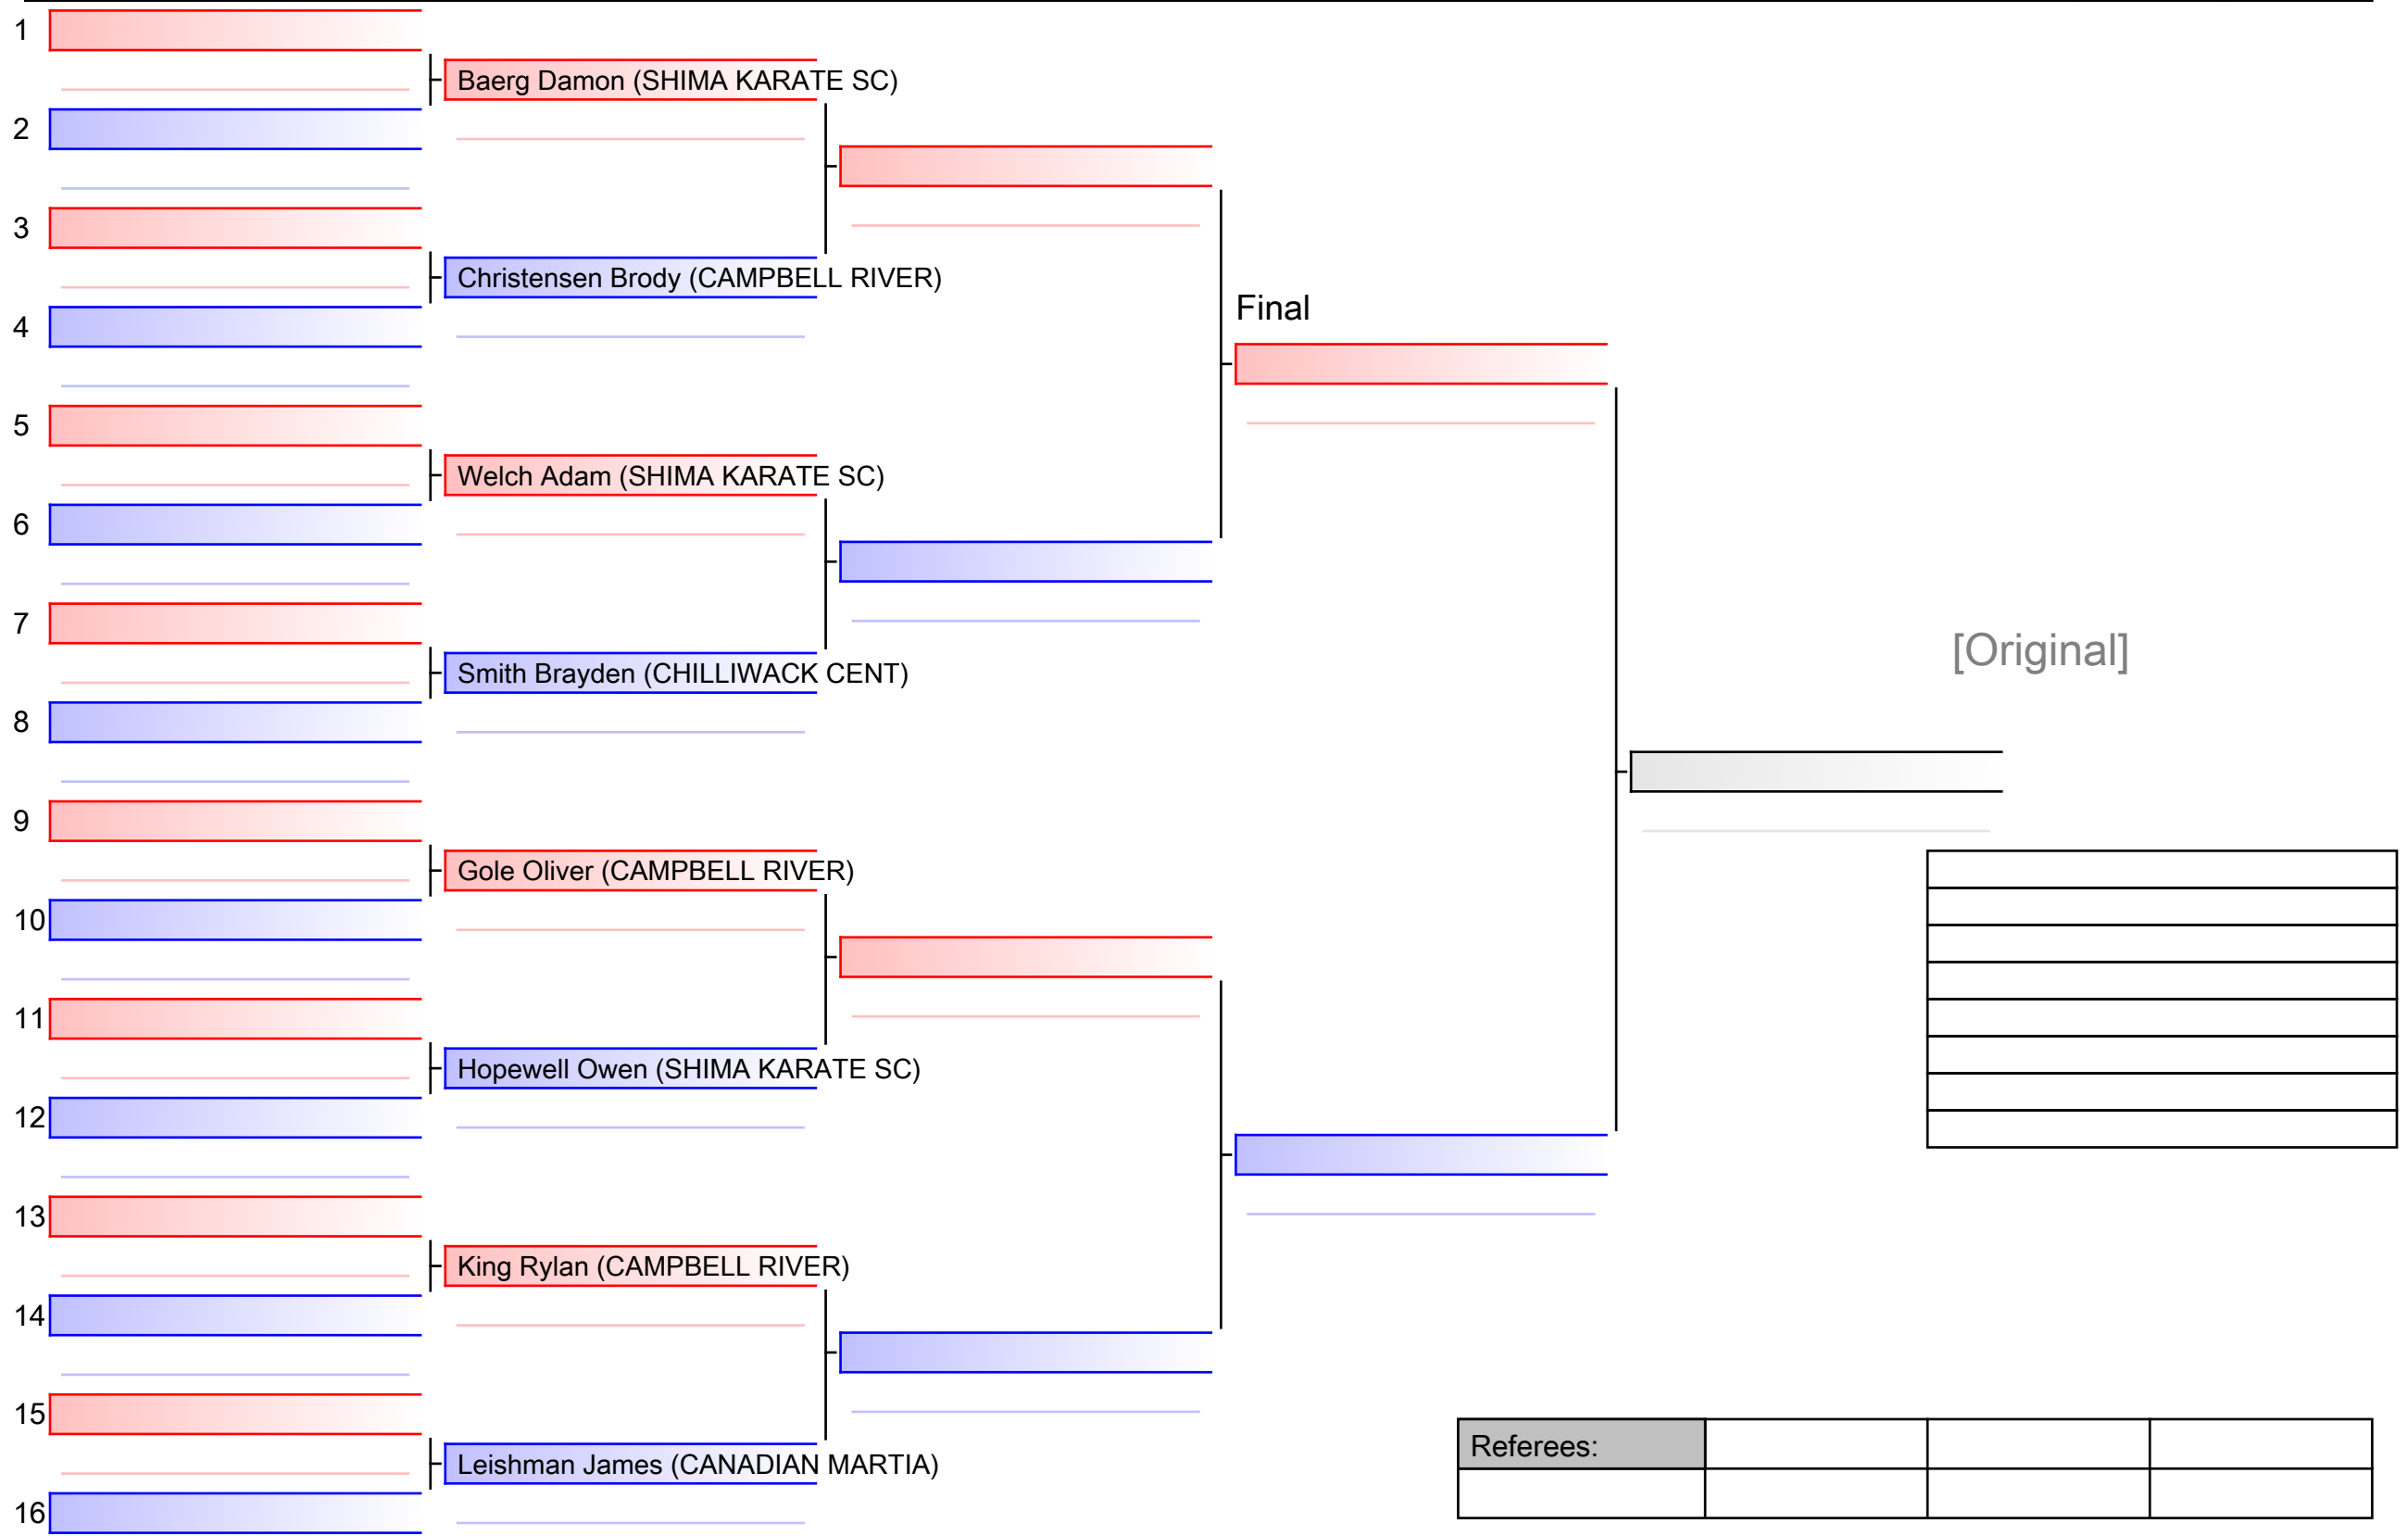 1
Baerg Damon (SHIMA KARATE SC)
2
3
Christensen Brody (CAMPBELL RIVER)
Final
4
5
Welch Adam (SHIMA KARATE SC)
6
7
[Original]
Smith Brayden (CHILLIWACK CENT)
8
9
Gole Oliver (CAMPBELL RIVER)
10
11
Hopewell Owen (SHIMA KARATE SC)
12
13
King Rylan (CAMPBELL RIVER)
14
15
Referees:
Leishman James (CANADIAN MARTIA)
16